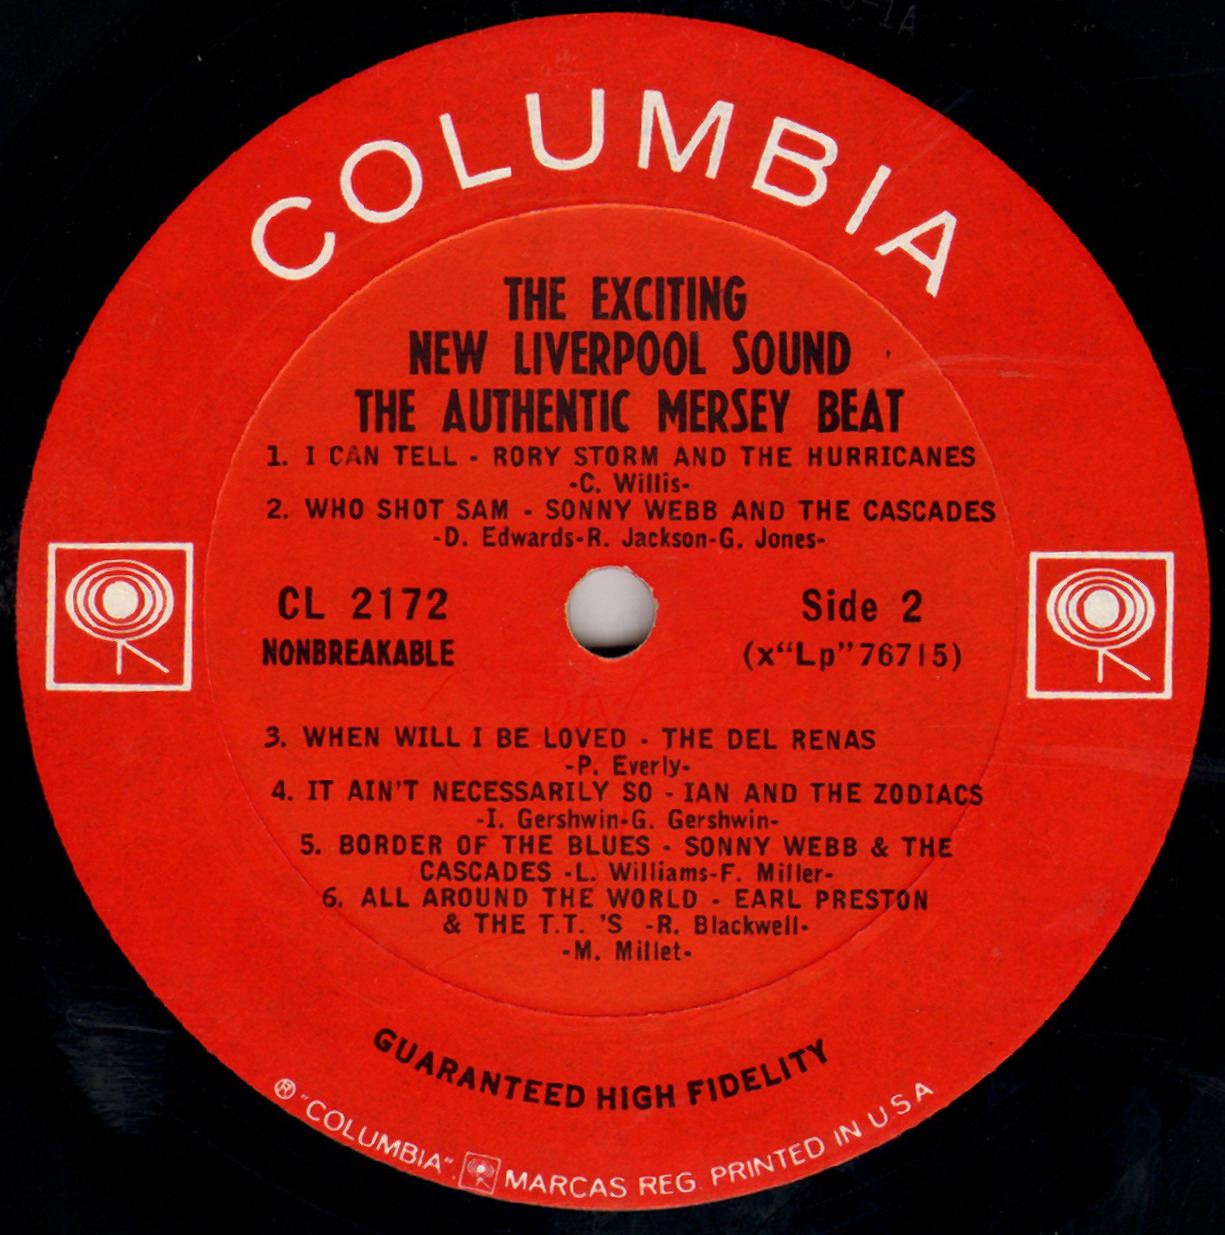 COLUMBIA
THE EXCITING
NEW LIVERPOOL SOUND
THE AUTHENTIC MERSEY BEAT
1. I CAN TELL - RORY STORM AND THE HURRICANES
-C. Willis-
2. WHO SHOT SAM - SONNY WEBB AND THE CASCADES
-D. Edwards-R. Jackson-G. Jones-
CL 2172 Side 2
NONBREAKABLE (x“Lp”76715)
3. WHEN WILL I BE LOVED - THE DEL RENAS
-P. Everly-
4. IT AIN'T NECESSARILY SO - IAN AND THE ZODIACS
-I. Gershwin-G. Gershwin-
5. BORDER OF THE BLUES - SONNY WEBB & THE
CASCADES -L. Williams-F. Miller-
6. ALL AROUND THE WORLD - EARL PRESTON
& THE T.T. 'S -R. Blackwell-
-M. Millet-
GUARANTEED HIGH FIDELITY
® "COLUMBIA" MARCAS REG. PRINTED IN U.S.A